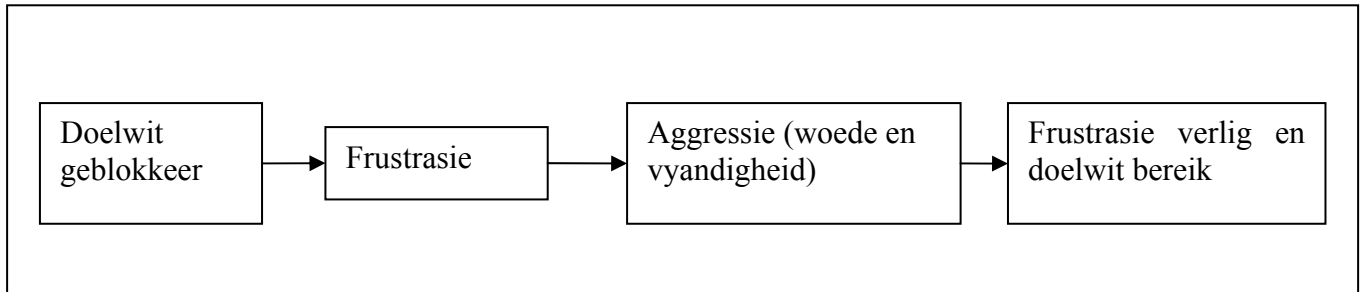 Doelwit
geblokkeer
Frustrasie
Aggressie (woede en
vyandigheid)
Frustrasie verlig en
doelwit bereik